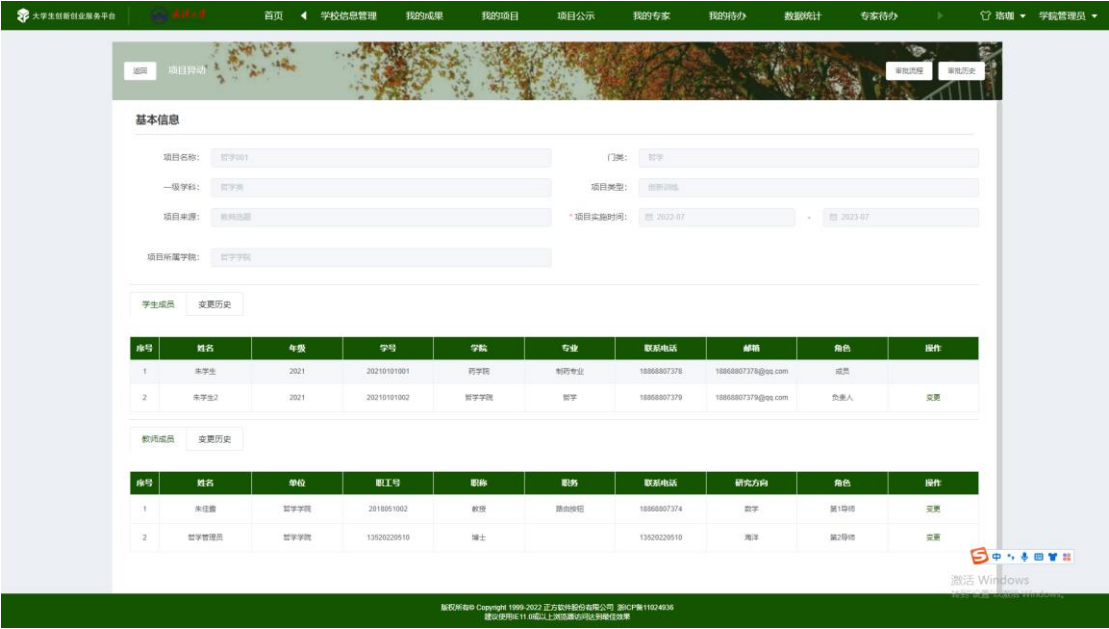 大学生创新创业服务平台
首页 学校信息管理 我的成果 我的项目 项目公示 我的专家 我的待办 数据统计 专家待办 珞珈 学院管理员
返回 项目异动 审批流程 审批历史
基本信息
项目名称: 哲学001 门类: 哲学
一级学科: 哲学类 项目类型: 创新训练
项目来源: 教师选题 *项目实施时间: 2022-07 - 2023-07
项目所属学院: 哲学学院
学生成员 变更历史
序号 姓名 年级 学号 学院 专业 联系电话 邮箱 角色 操作
1 朱学生 2021 20210101001 药学院 制药专业 18868807378 18868807378@qq.com 成员
2 朱学生2 2021 20210101002 哲学学院 哲学 18868807379 18868807379@qq.com 负责人 变更
教师成员 变更历史
序号 姓名 单位 职工号 职称 职务 联系电话 研究方向 角色 操作
1 朱佳震 哲学学院 2018051002 教授 路由按钮 18868807374 数学 第1导师 变更
2 哲学管理员 哲学学院 13520220510 博士 13520220510 海洋 第2导师 变更
中
激活 Windows
转到"设置"以激活 Windows。
版权所有© Copyright 1999-2022 正方软件股份有限公司 浙ICP备11024936
建议使用IE11.0或以上浏览器访问达到最佳效果